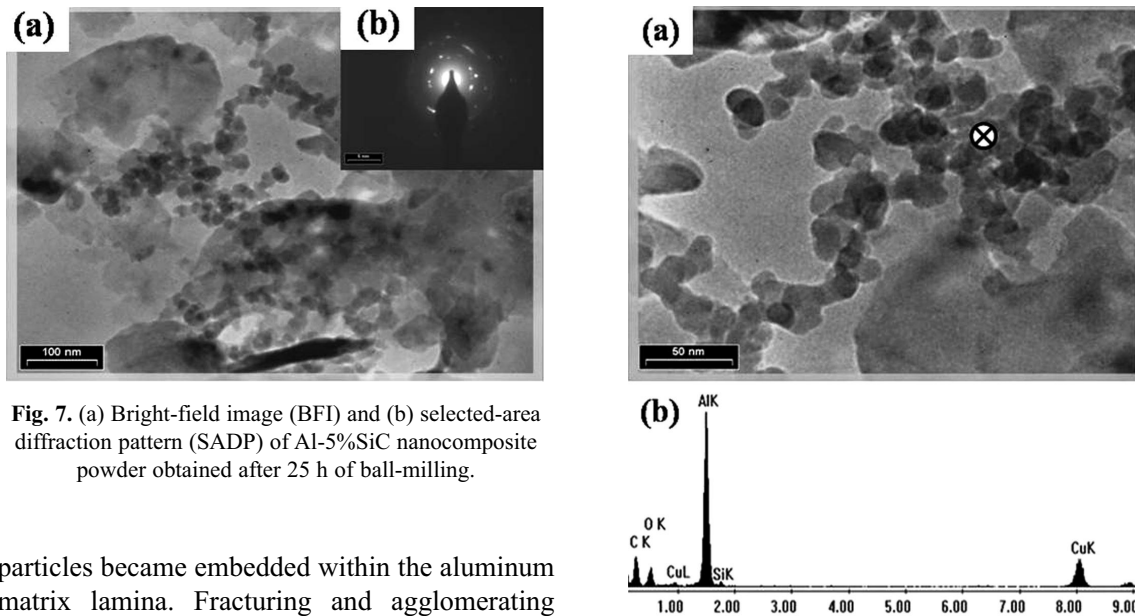 (a)
(b)
100 nm
5 nm
Fig. 7. (a) Bright-field image (BFI) and (b) selected-area
diffraction pattern (SADP) of Al-5%SiC nanocomposite
powder obtained after 25 h of ball-milling.
particles became embedded within the aluminum
matrix lamina. Fracturing and agglomerating
(a)
50 nm
(b)
AlK
O K
C K
CuL
SiK
CuK
1.00 2.00 3.00 4.00 5.00 6.00 7.00 8.00 9.00